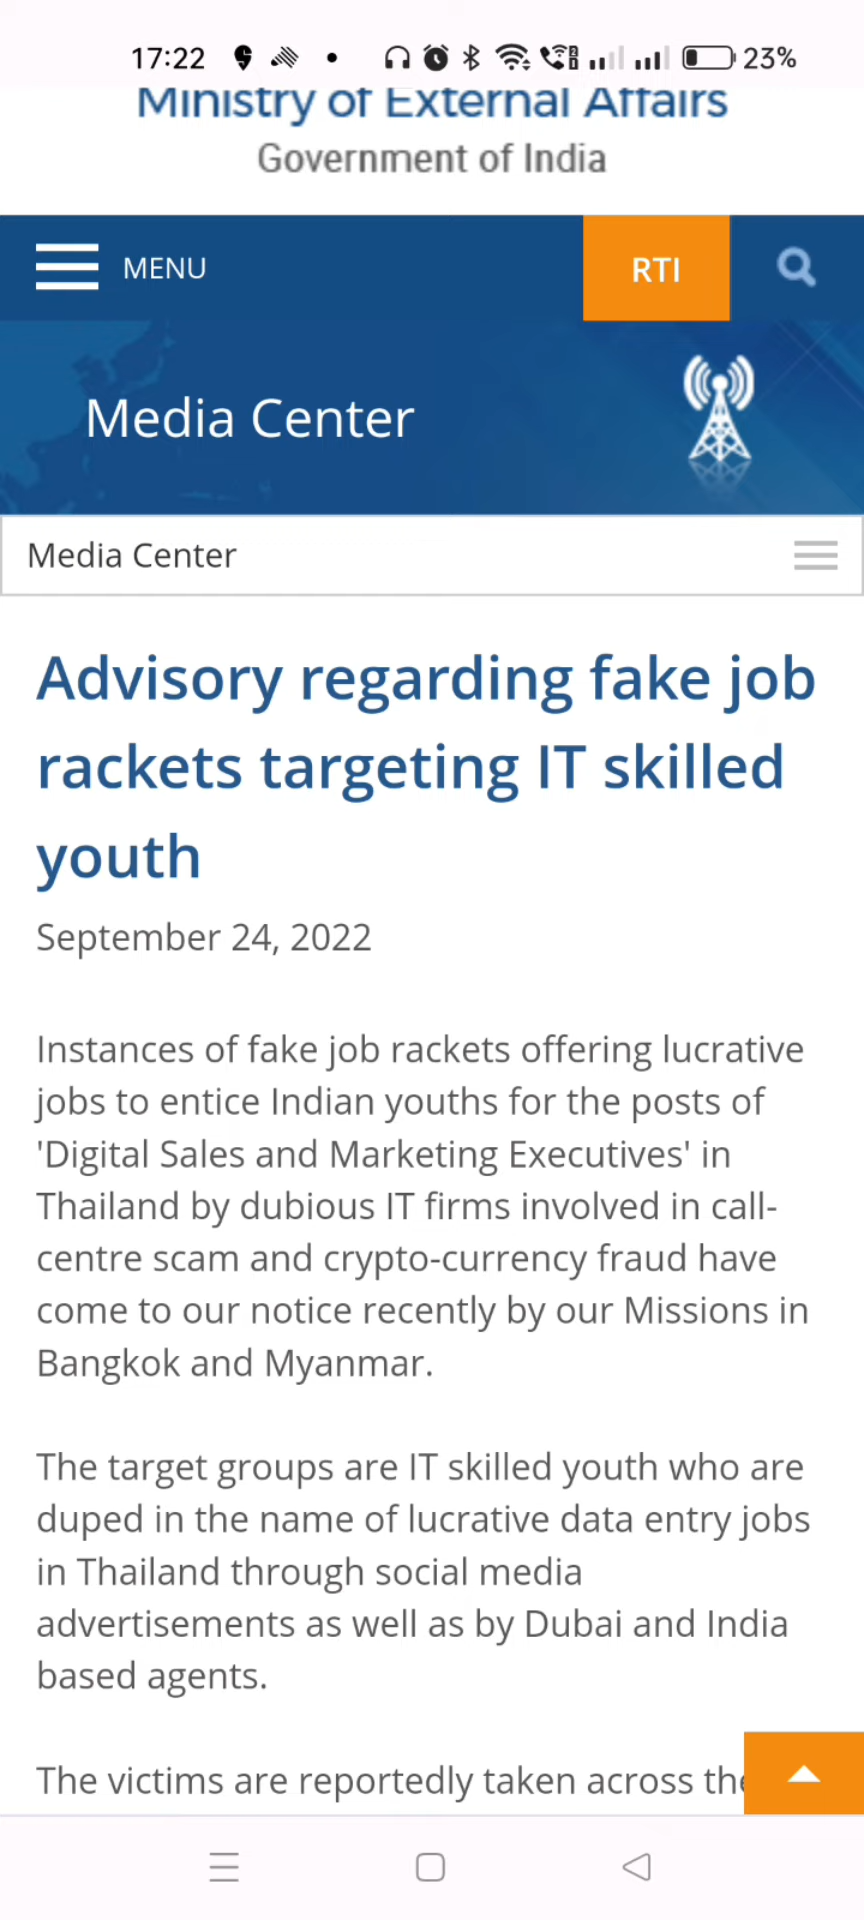 17:22
23%
Ministry of External Affairs
Government of India
MENU
RTI
Media Center
Media Center
Advisory regarding fake job
rackets targeting IT skilled
youth
September 24, 2022
Instances of fake job rackets offering lucrative
jobs to entice Indian youths for the posts of
'Digital Sales and Marketing Executives' in
Thailand by dubious IT firms involved in call-
centre scam and crypto-currency fraud have
come to our notice recently by our Missions in
Bangkok and Myanmar.
The target groups are IT skilled youth who are
duped in the name of lucrative data entry jobs
in Thailand through social media
advertisements as well as by Dubai and India
based agents.
The victims are reportedly taken across the